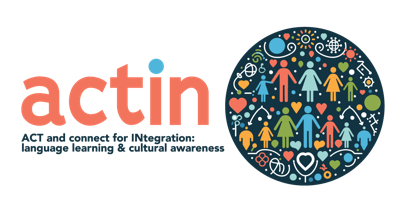 actin
ACT and connect for INtegration:
language learning & cultural awareness